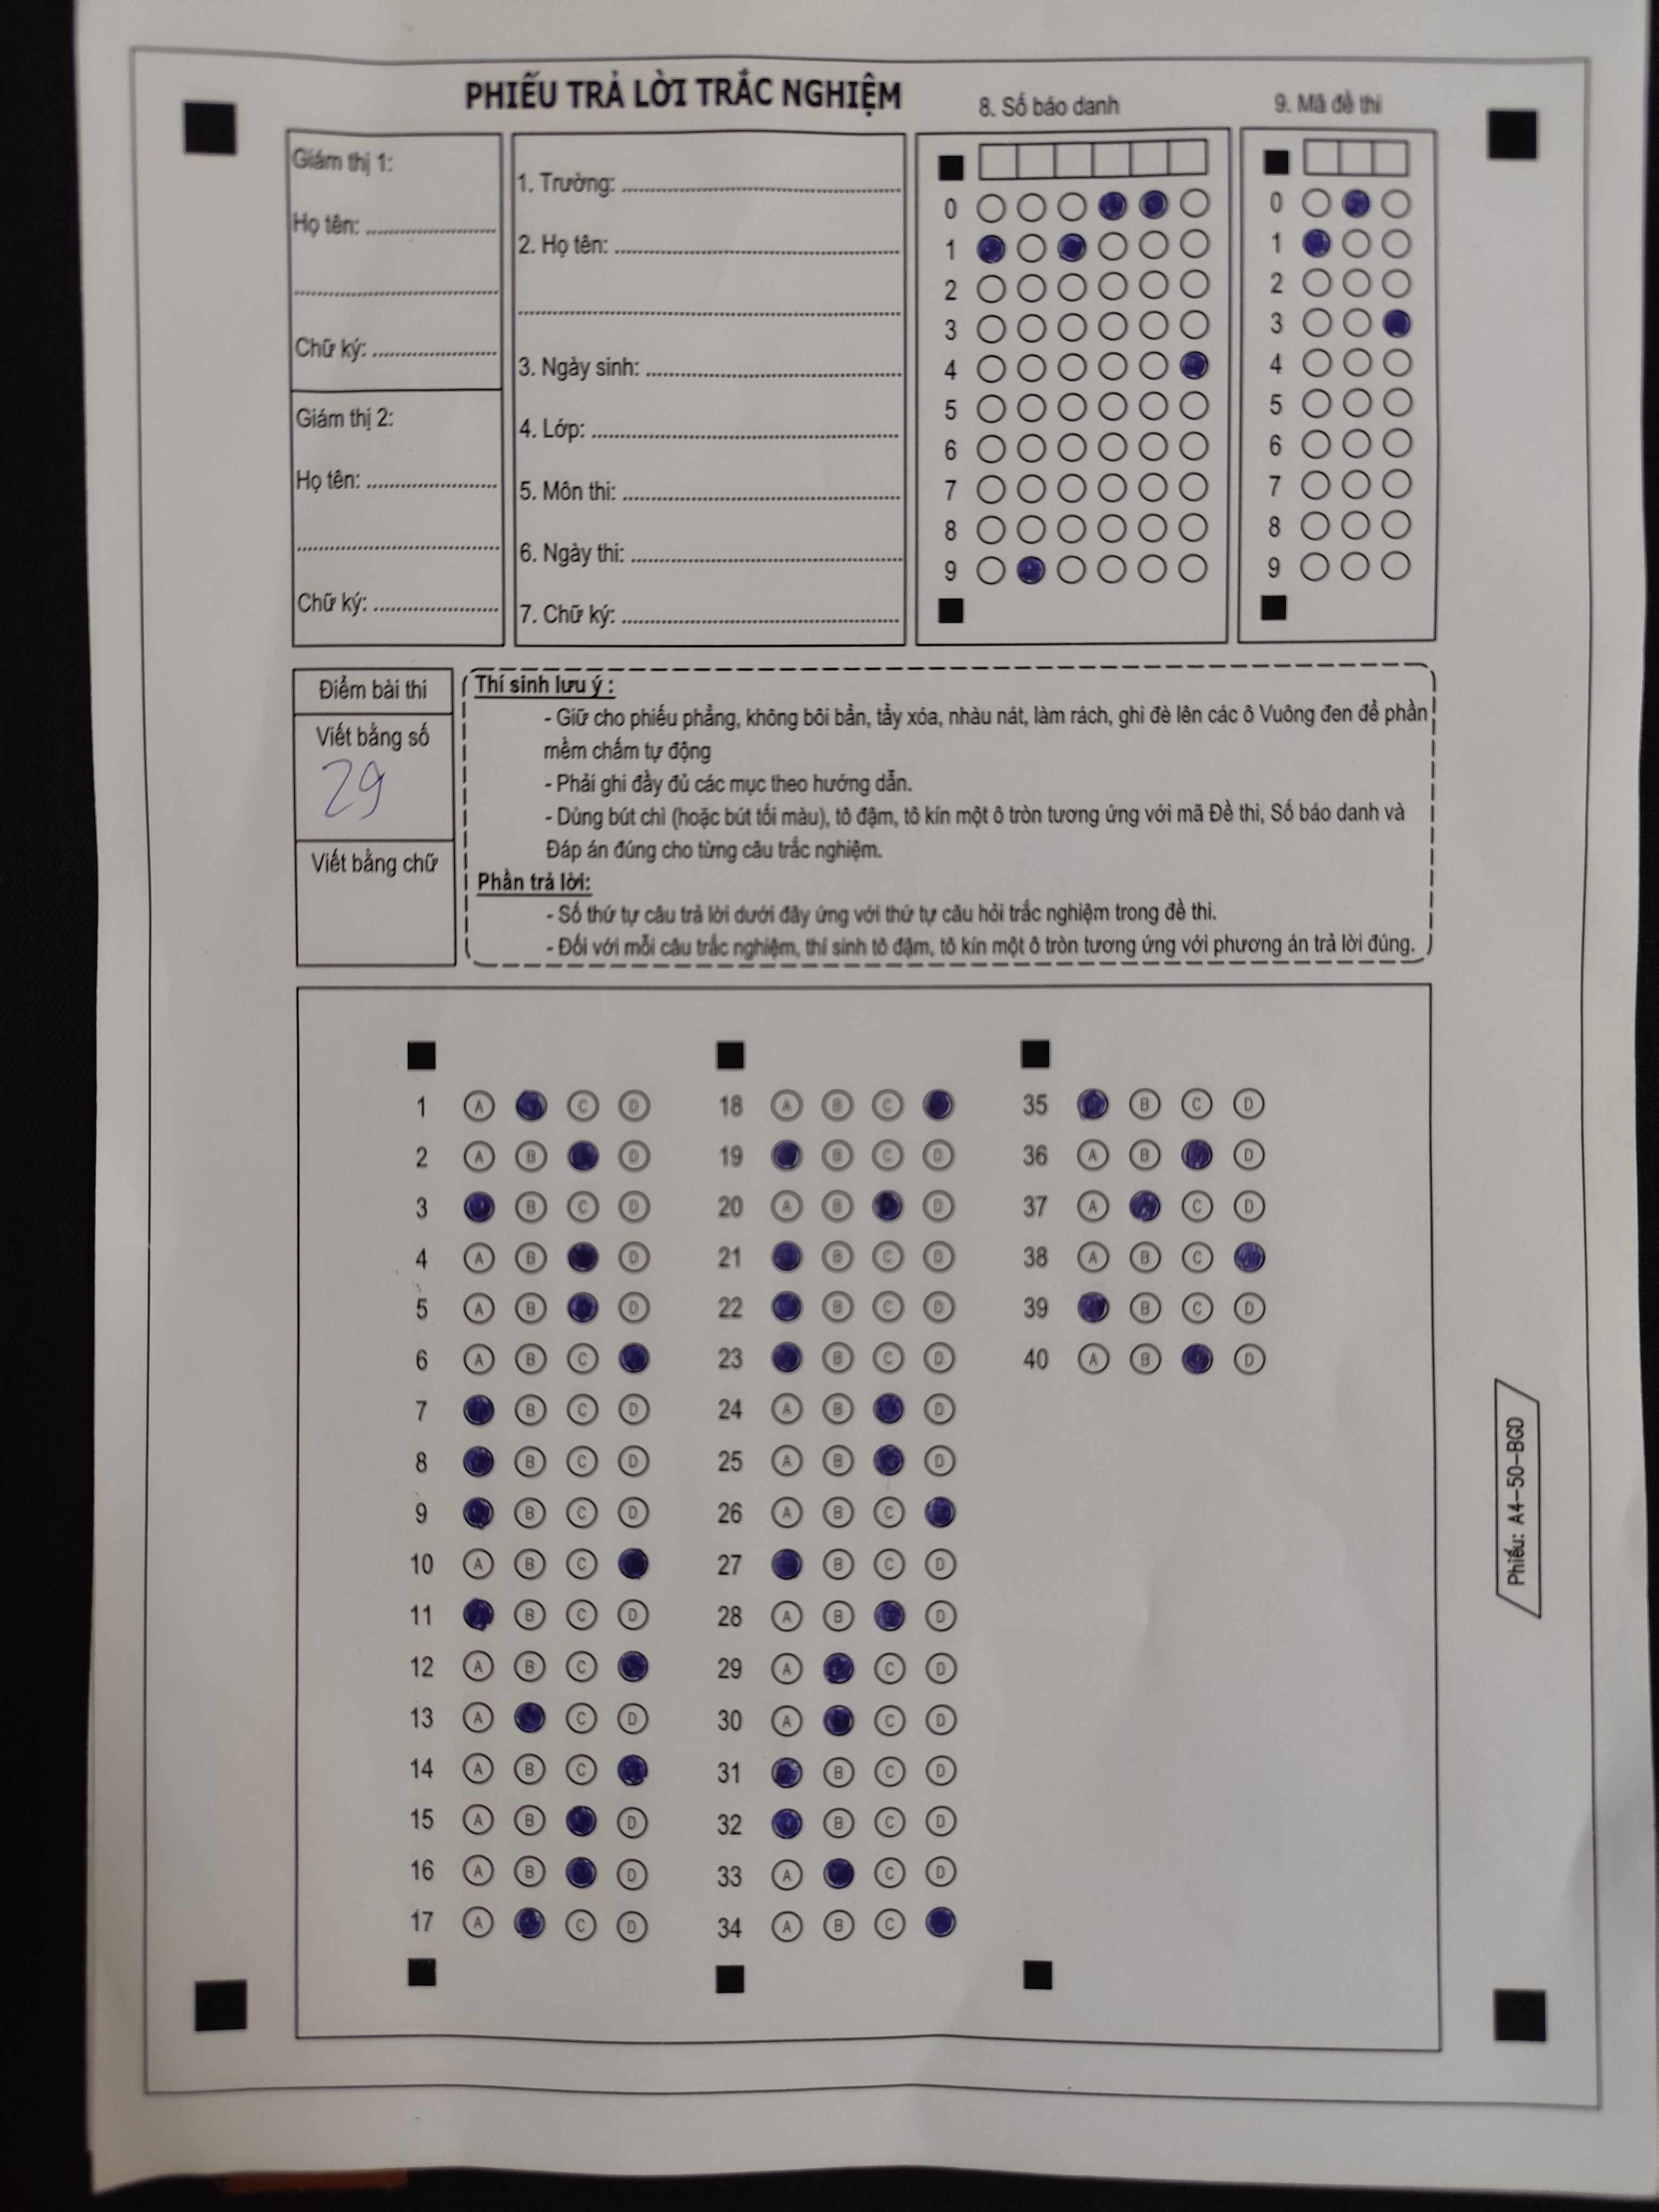 PHIẾU TRẢ LỜI TRẮC NGHIỆM
8. Số báo danh
9. Mã đề thi
Giám thị 1:
Họ tên:
Chữ ký:
Giám thị 2:
Họ tên:
Chữ ký:
1. Trường:
2. Họ tên:
3. Ngày sinh:
4. Lớp:
5. Môn thi:
6. Ngày thi:
7. Chữ ký:
0
1
2
3
4
5
6
7
8
9
0
1
2
3
4
5
6
7
8
9
Điểm bài thi
Viết bằng số
29
Viết bằng chữ
Thí sinh lưu ý :
- Giữ cho phiếu phẳng, không bôi bẩn, tẩy xóa, nhàu nát, làm rách, ghi đè lên các ô Vuông đen để phần
mềm chấm tự động
- Phải ghi đầy đủ các mục theo hướng dẫn.
- Dùng bút chì (hoặc bút tối màu), tô đậm, tô kín một ô tròn tương ứng với mã Đề thi, Số báo danh và
Đáp án đúng cho từng câu trắc nghiệm.
Phần trả lời:
- Số thứ tự câu trả lời dưới đây ứng với thứ tự câu hỏi trắc nghiệm trong đề thi.
- Đối với mỗi câu trắc nghiệm, thí sinh tô đậm, tô kín một ô tròn tương ứng với phương án trả lời đúng.
1 A C D
2 A B D
3 B C D
4 A B D
5 A B D
6 A B C
7 B C D
8 B C D
9 B C D
10 A B C
11 B C D
12 A B C
13 A C D
14 A B C
15 A B D
16 A B D
17 A C D
18 A B C
19 B C D
20 A B D
21 B C D
22 B C D
23 B C D
24 A B D
25 A B D
26 A B C
27 B C D
28 A B D
29 A C D
30 A C D
31 B C D
32 B C D
33 A C D
34 A B C
35 B C D
36 A B D
37 A C D
38 A B C
39 B C D
40 A B D
Phiếu: A4-50-BGD